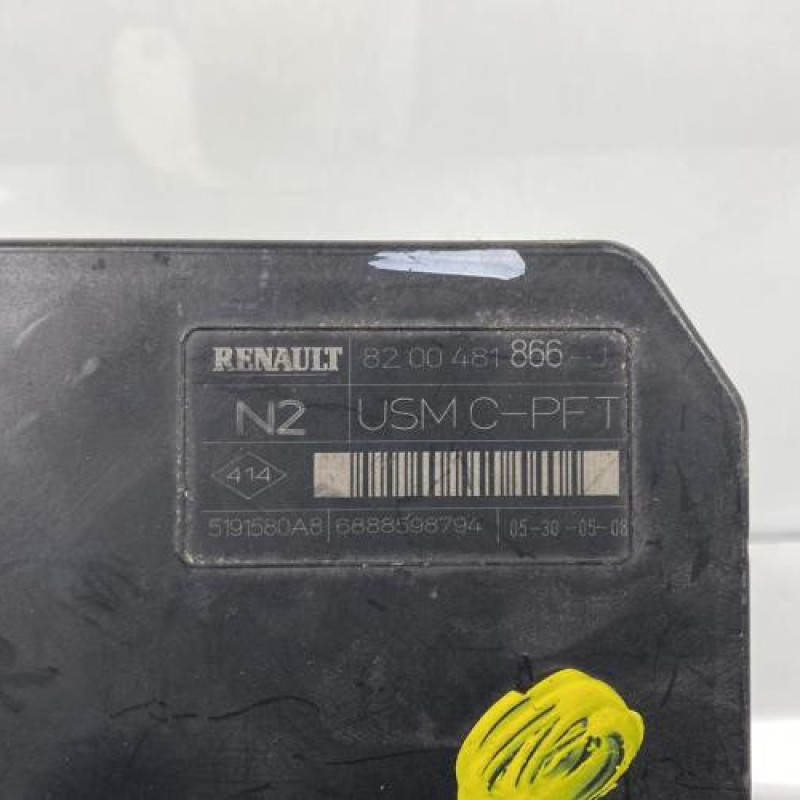 RENAULT 82 00 481 866 - J
N2 USM C-PFT
414
5191580A8 6888598794 05-30-05-08